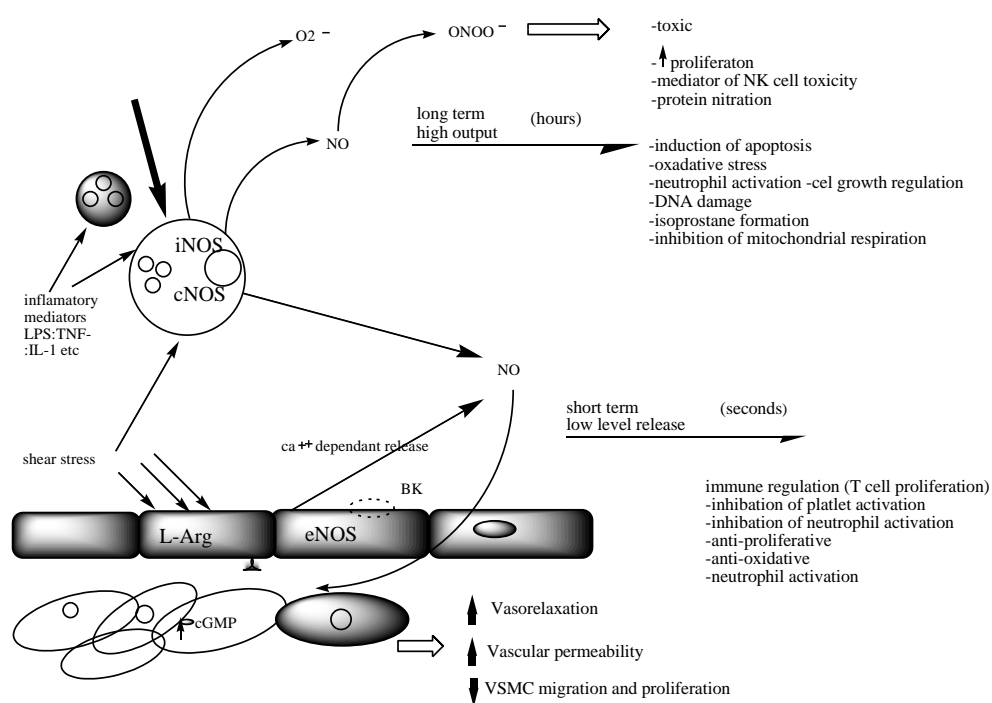 O2 -
ONOO -
-toxic
-proliferaton
-mediator of NK cell toxicity
-protein nitration
long term (hours)
high output
NO
-induction of apoptosis
-oxadative stress
-neutrophil activation -cel growth regulation
-DNA damage
-isoprostane formation
-inhibition of mitochondrial respiration
iNOS
cNOS
inflamatory
mediators
LPS:TNF-
:IL-1 etc
NO
short term (seconds)
low level release
ca ++ dependant release
shear stress
BK
L-Arg
eNOS
immune regulation (T cell proliferation)
-inhibation of platlet activation
-inhibation of neutrophil activation
-anti-proliferative
-anti-oxidative
-neutrophil activation
cGMP
Vasorelaxation
Vascular permeability
VSMC migration and proliferation